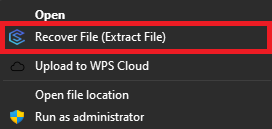 Open
Recover File (Extract File)
Upload to WPS Cloud
Open file location
Run as administrator